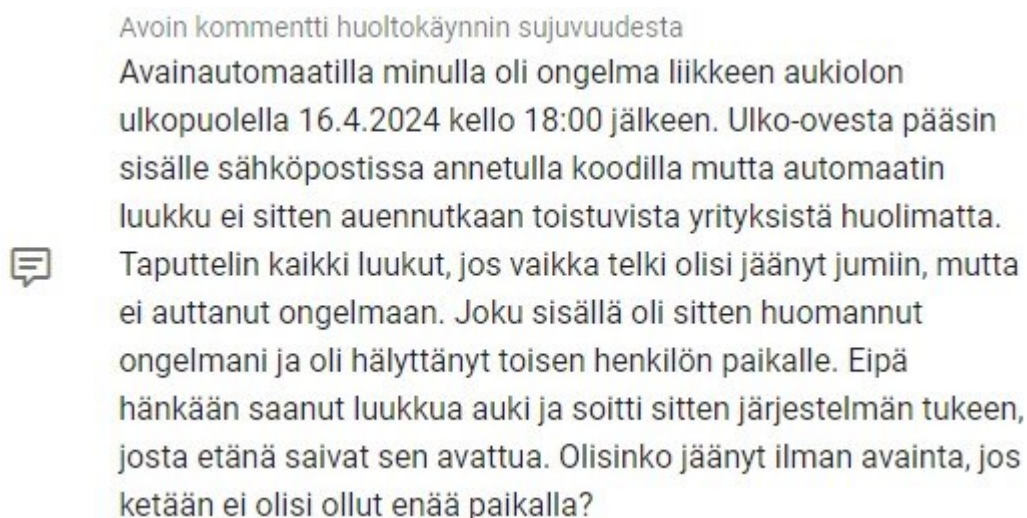 Avoin kommentti huoltokäynnin sujuvuudesta
Avainautomaatilla minulla oli ongelma liikkeen aukiolon
ulkopuolella 16.4.2024 kello 18:00 jälkeen. Ulko-ovesta pääsin
sisälle sähköpostissa annetulla koodilla mutta automaatin
luukku ei sitten auennutkaan toistuvista yrityksistä huolimatta.
Taputtelin kaikki luukut, jos vaikka telki olisi jäänyt jumiin, mutta
ei auttanut ongelmaan. Joku sisällä oli sitten huomannut
ongelmani ja oli hälyttänyt toisen henkilön paikalle. Eipä
hänkään saanut luukkua auki ja soitti sitten järjestelmän tukeen,
josta etänä saivat sen avattua. Olisinko jäänyt ilman avainta, jos
ketään ei olisi ollut enää paikalla?